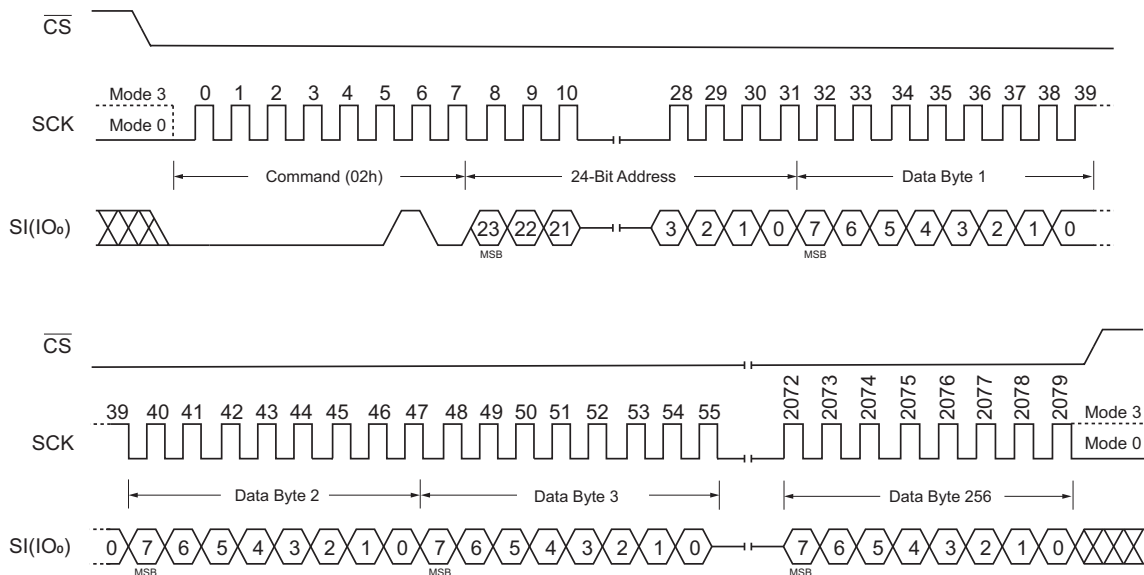 CS
Mode 3
0 1 2 3 4 5 6 7 8 9 10 28 29 30 31 32 33 34 35 36 37 38 39
SCK
Mode 0
Command (02h) 24-Bit Address Data Byte 1
SI(IO₀)
23 22 21 3 2 1 0 7 6 5 4 3 2 1 0
MSB MSB
CS
39 40 41 42 43 44 45 46 47 48 49 50 51 52 53 54 55 2072 2073 2074 2075 2076 2077 2078 2079
Mode 3
SCK
Mode 0
Data Byte 2 Data Byte 3 Data Byte 256
SI(IO₀)
0 7 6 5 4 3 2 1 0 7 6 5 4 3 2 1 0 7 6 5 4 3 2 1 0
MSB MSB MSB